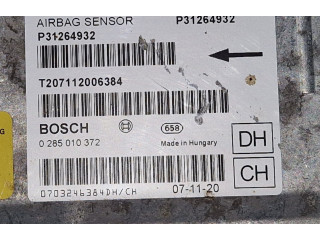 AIRBAG SENSOR P31264932
P31264932
T207112006384
BOSCH 658 DH
0 285 010 372 Made in Hungary
CH
0703246384DH/CH 07-11-20